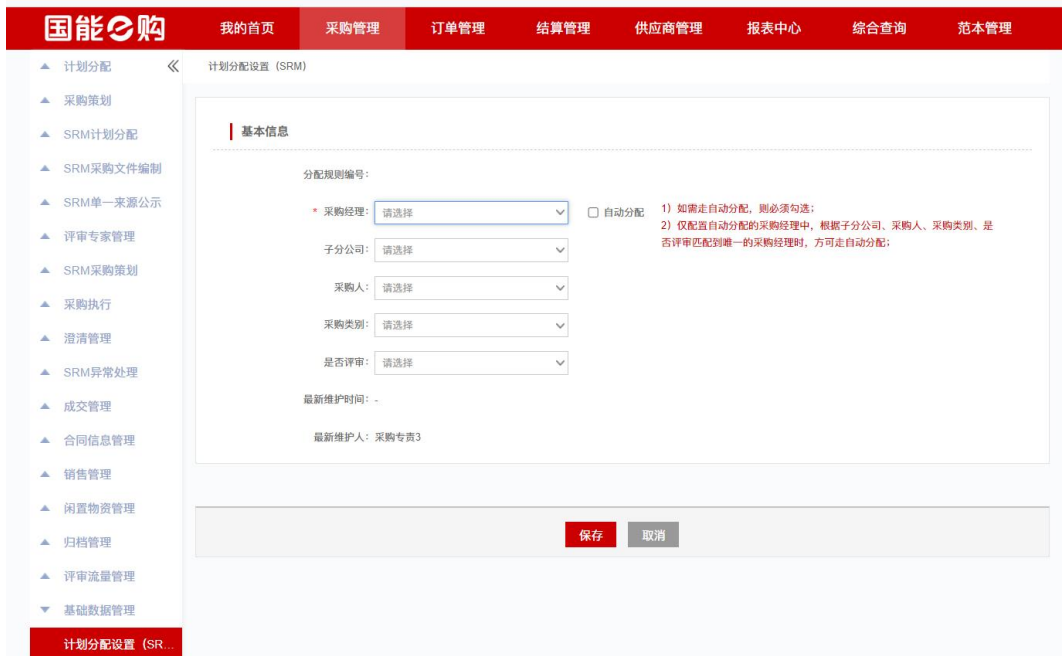 国能e购
我的首页 采购管理 订单管理 结算管理 供应商管理 报表中心 综合查询 范本管理
计划分配
采购策划
SRM计划分配
SRM采购文件编制
SRM单一来源公示
评审专家管理
SRM采购策划
采购执行
澄清管理
SRM异常处理
成交管理
合同信息管理
销售管理
闲置物资管理
归档管理
评审流量管理
基础数据管理
计划分配设置（SR...
计划分配设置（SRM）
基本信息
分配规则编号：
* 采购经理： 请选择 自动分配
1）如需走自动分配，则必须勾选；
2）仅配置自动分配的采购经理中，根据子分公司、采购人、采购类别、是
否评审匹配到唯一的采购经理时，方可走自动分配；
子分公司： 请选择
采购人： 请选择
采购类别： 请选择
是否评审： 请选择
最新维护时间： -
最新维护人： 采购专责3
保存 取消